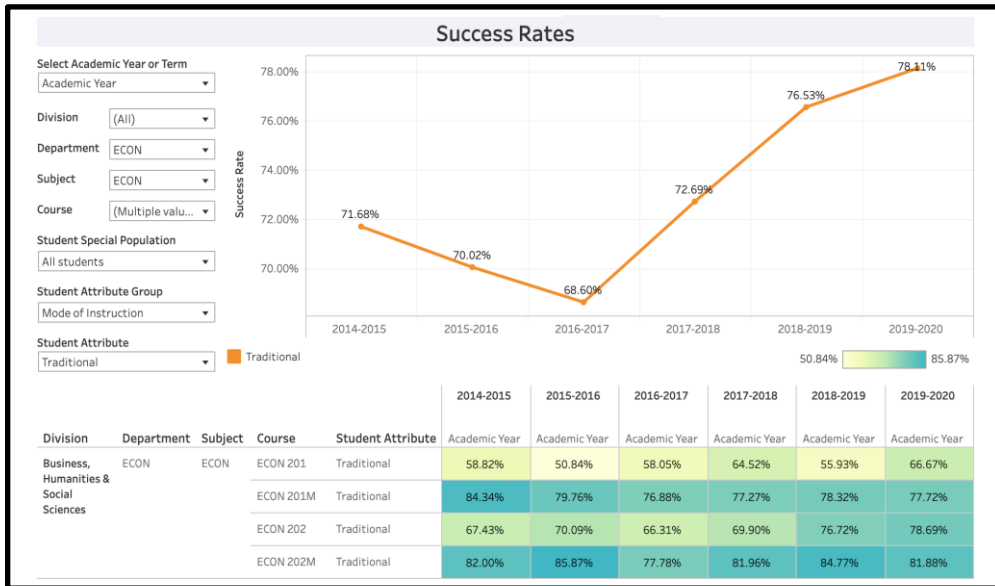 Success Rates
Select Academic Year or Term
Academic Year
Division (All)
Department ECON
Subject ECON
Course (Multiple valu...
Student Special Population
All students
Student Attribute Group
Mode of Instruction
Student Attribute
Traditional
Success Rate
78.00%
76.00%
74.00%
72.00%
70.00%
71.68%
70.02%
68.60%
72.69%
76.53%
78.11%
2014-2015 2015-2016 2016-2017 2017-2018 2018-2019 2019-2020
Traditional
50.84% 85.87%
2014-2015 2015-2016 2016-2017 2017-2018 2018-2019 2019-2020
Division Department Subject Course Student Attribute Academic Year Academic Year Academic Year Academic Year Academic Year Academic Year
Business, ECON ECON ECON 201 Traditional 58.82% 50.84% 58.05% 64.52% 55.93% 66.67%
Humanities &
Social
Sciences
ECON 201M Traditional 84.34% 79.76% 76.88% 77.27% 78.32% 77.72%
ECON 202 Traditional 67.43% 70.09% 66.31% 69.90% 76.72% 78.69%
ECON 202M Traditional 82.00% 85.87% 77.78% 81.96% 84.77% 81.88%